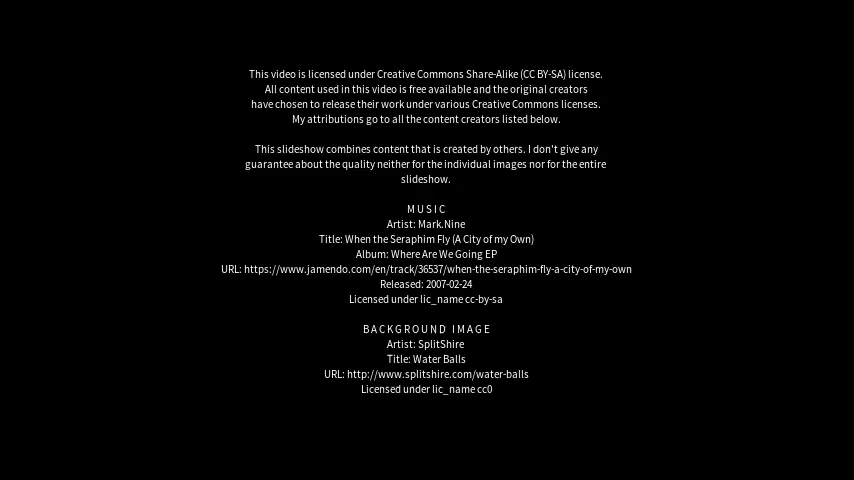 This video is licensed under Creative Commons Share-Alike (CC BY-SA) license.
All content used in this video is free available and the original creators
have chosen to release their work under various Creative Commons licenses.
My attributions go to all the content creators listed below.
This slideshow combines content that is created by others. I don't give any
guarantee about the quality neither for the individual images nor for the entire
slideshow.
M U S I C
Artist: Mark.Nine
Title: When the Seraphim Fly (A City of my Own)
Album: Where Are We Going EP
URL: https://www.jamendo.com/en/track/36537/when-the-seraphim-fly-a-city-of-my-own
Released: 2007-02-24
Licensed under lic_name cc-by-sa
B A C K G R O U N D   I M A G E
Artist: SplitShire
Title: Water Balls
URL: http://www.splitshire.com/water-balls
Licensed under lic_name cc0